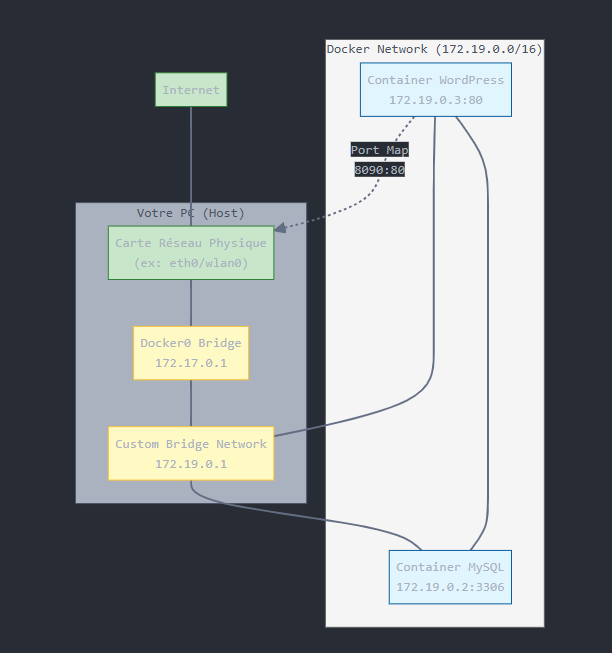 Docker Network (172.19.0.0/16)
Container WordPress
172.19.0.3:80
Internet
Port Map
8090:80
Votre PC (Host)
Carte Réseau Physique
(ex: eth0/wlan0)
Docker0 Bridge
172.17.0.1
Custom Bridge Network
172.19.0.1
Container MySQL
172.19.0.2:3306